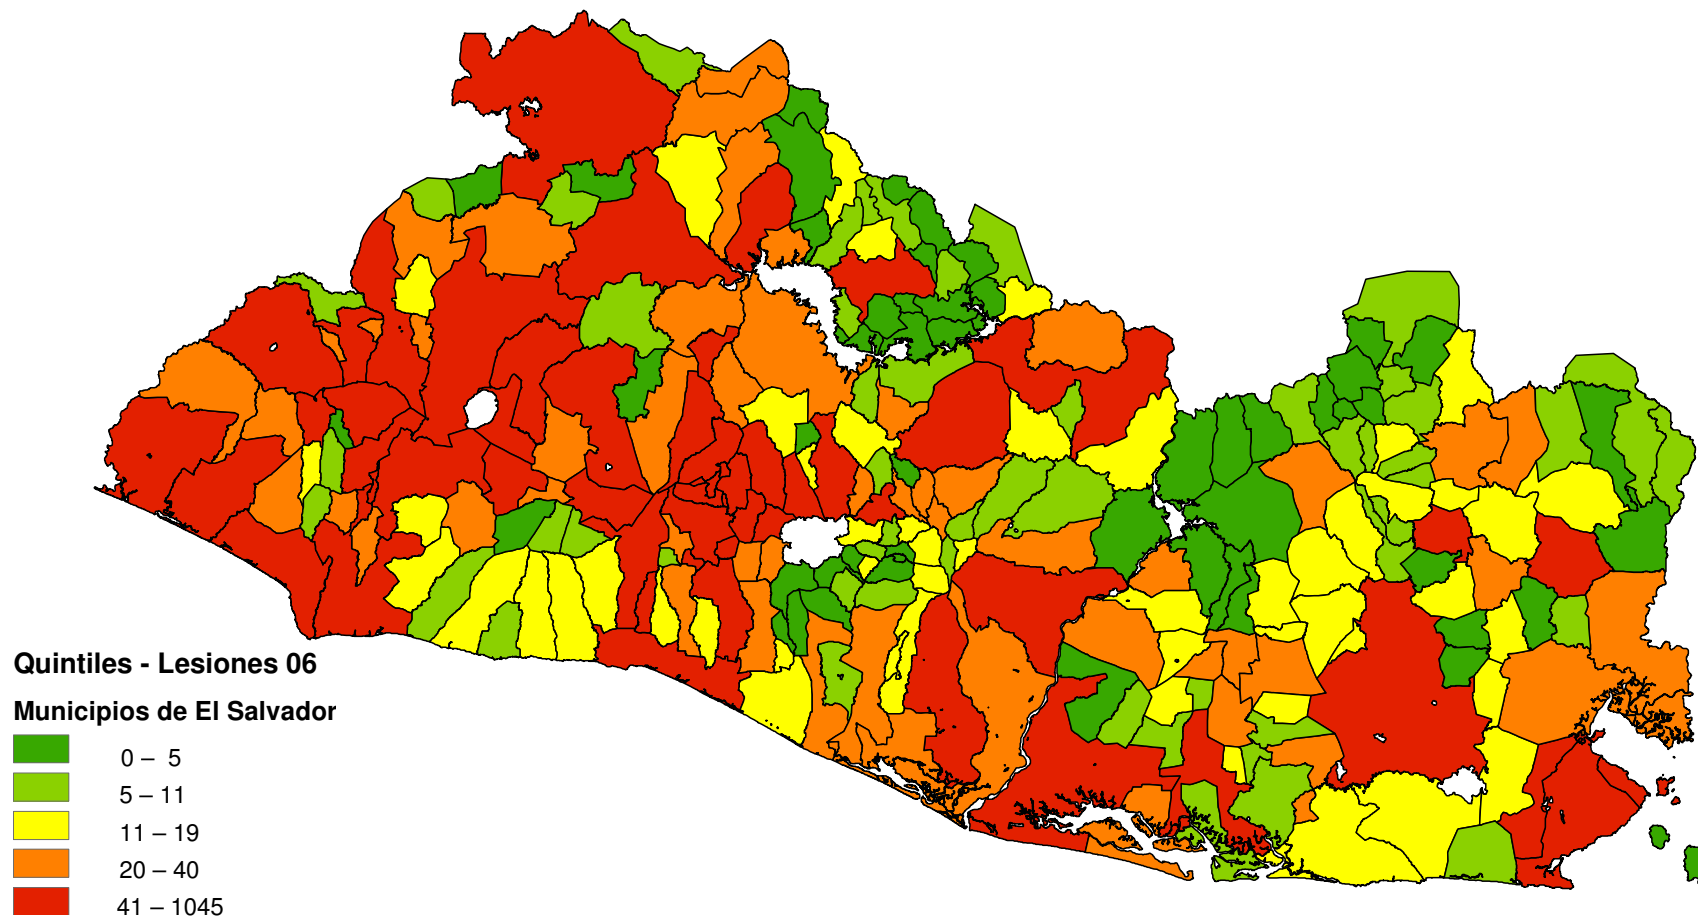 Quintiles - Lesiones 06
Municipios de El Salvador
0 – 5
5 – 11
11 – 19
20 – 40
41 – 1045